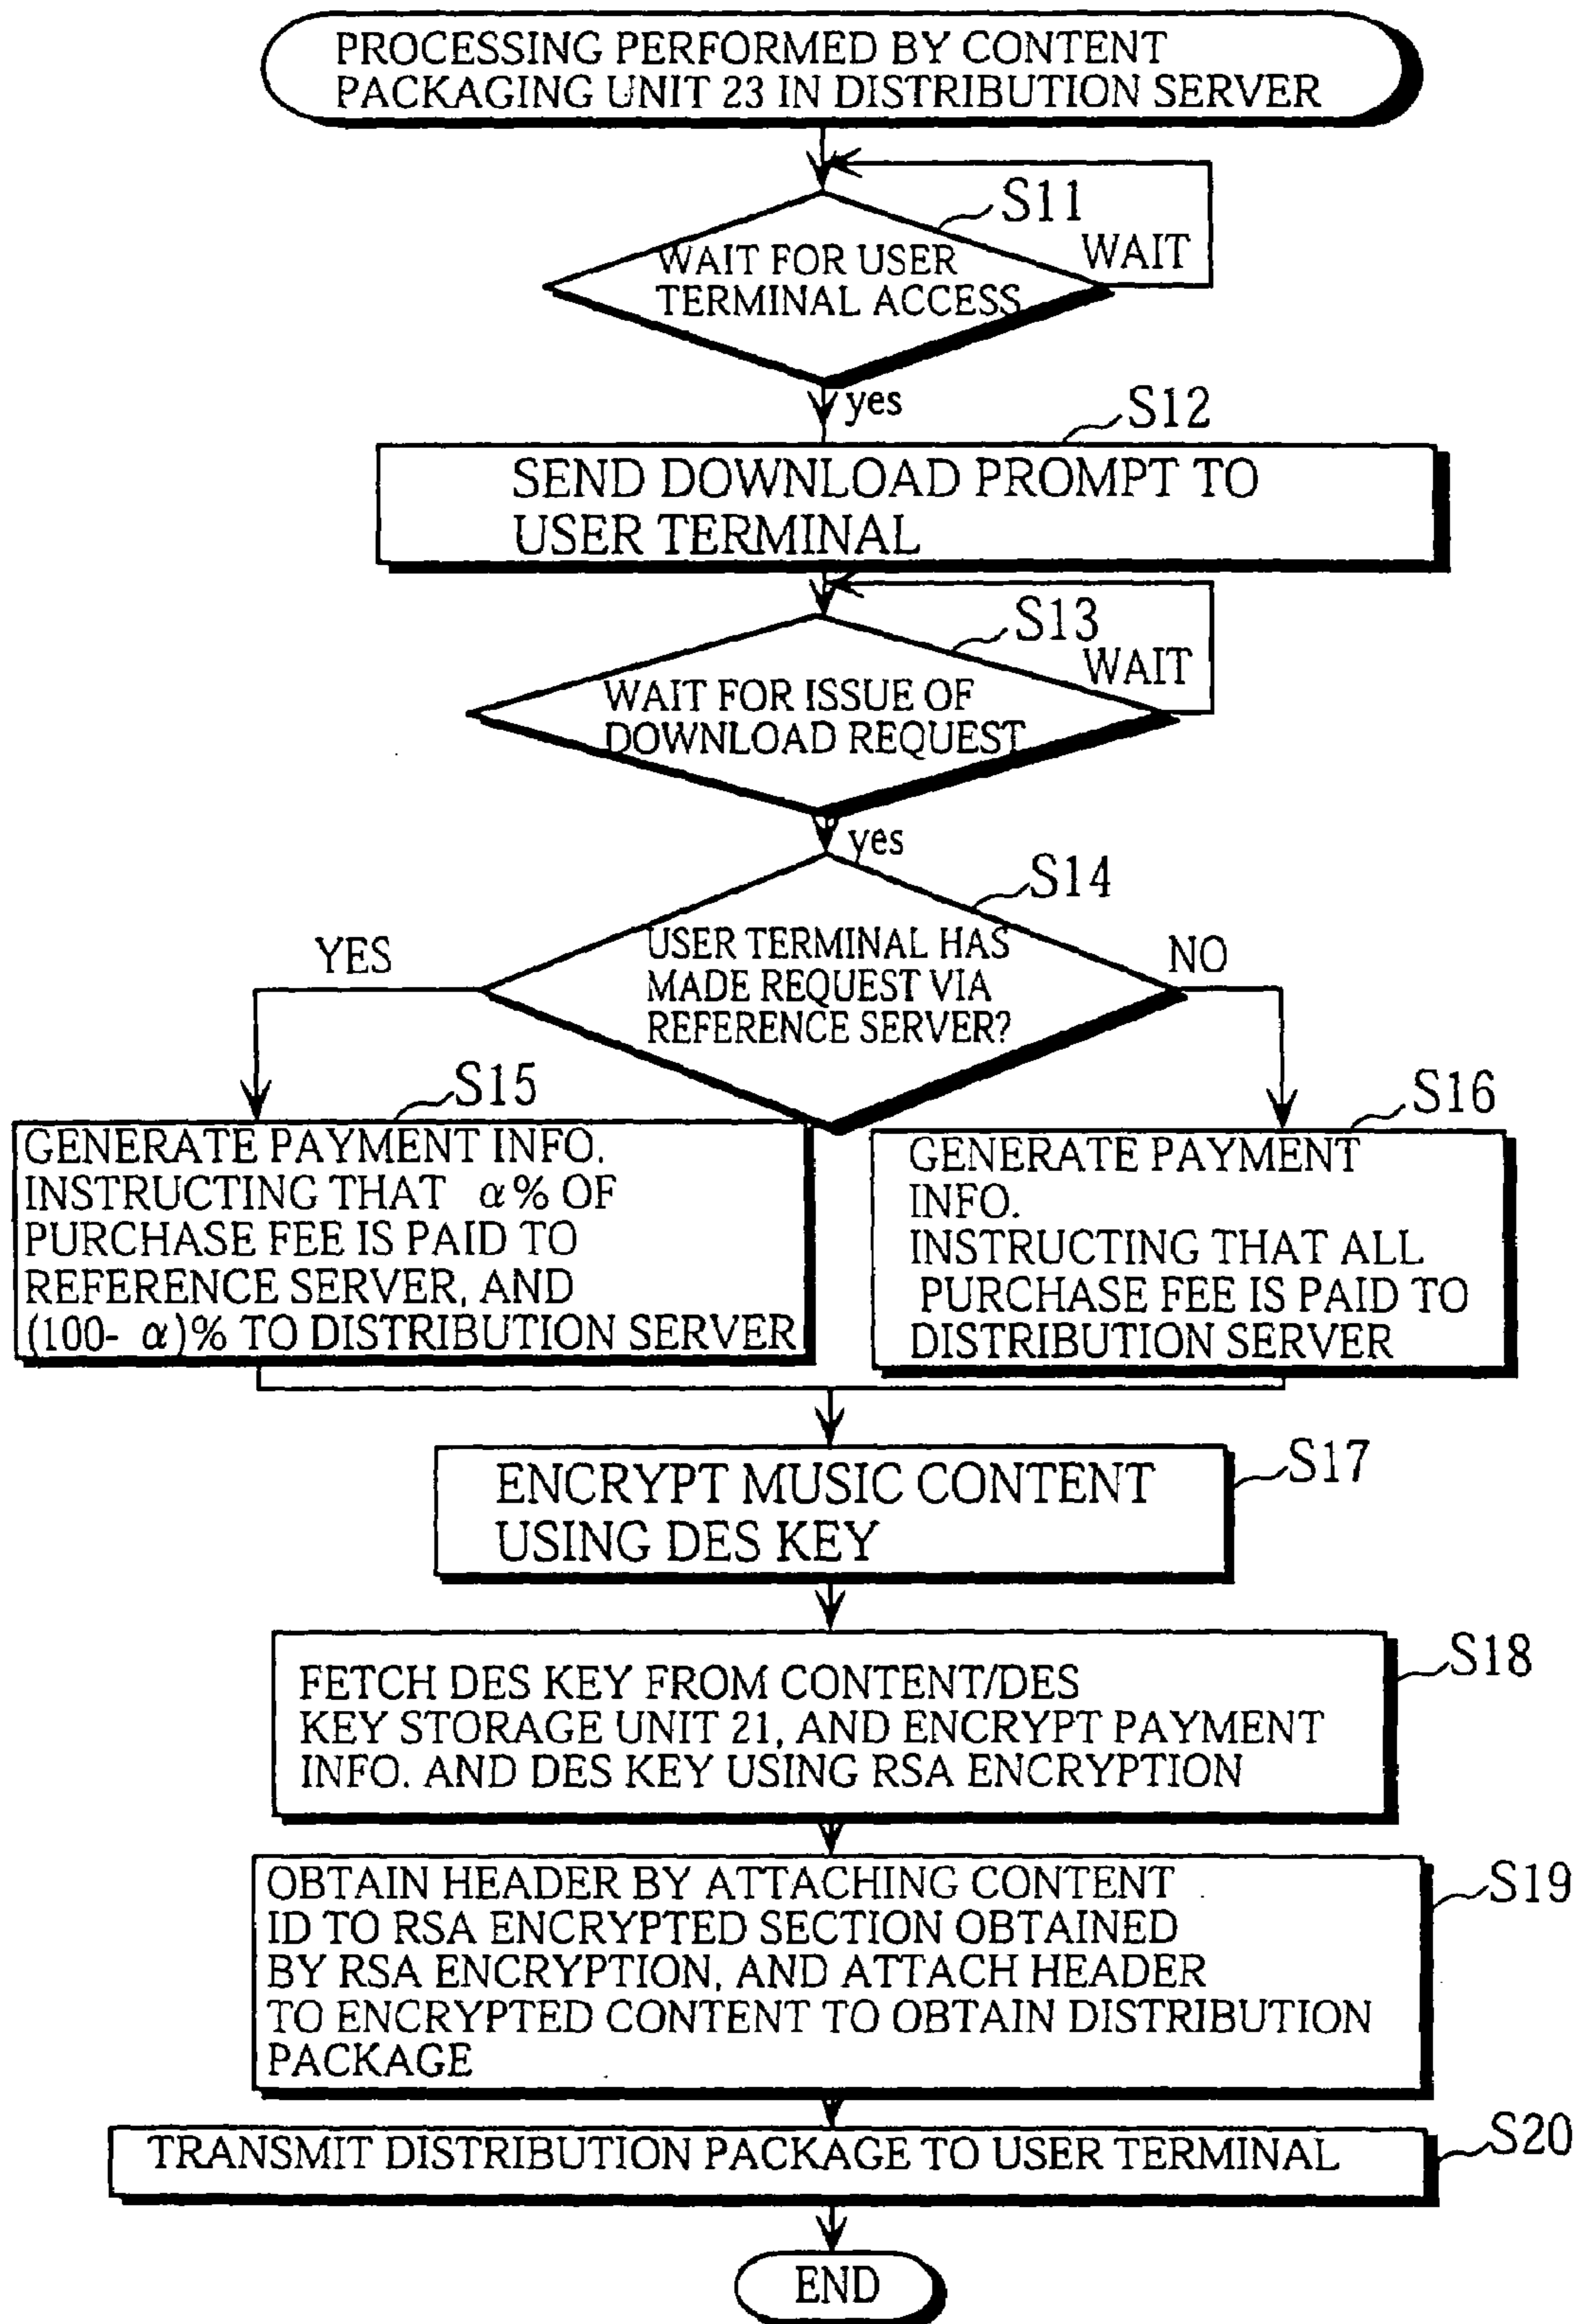 PROCESSING PERFORMED BY CONTENT
PACKAGING UNIT 23 IN DISTRIBUTION SERVER
S11
WAIT
WAIT FOR USER
TERMINAL ACCESS
yes
S12
SEND DOWNLOAD PROMPT TO
USER TERMINAL
S13
WAIT
WAIT FOR ISSUE OF
DOWNLOAD REQUEST
yes
S14
YES
USER TERMINAL HAS
MADE REQUEST VIA
REFERENCE SERVER?
NO
S15
GENERATE PAYMENT INFO.
INSTRUCTING THAT α% OF
PURCHASE FEE IS PAID TO
REFERENCE SERVER, AND
(100- α)% TO DISTRIBUTION SERVER
S16
GENERATE PAYMENT
INFO.
INSTRUCTING THAT ALL
PURCHASE FEE IS PAID TO
DISTRIBUTION SERVER
S17
ENCRYPT MUSIC CONTENT
USING DES KEY
S18
FETCH DES KEY FROM CONTENT/DES
KEY STORAGE UNIT 21, AND ENCRYPT PAYMENT
INFO. AND DES KEY USING RSA ENCRYPTION
S19
OBTAIN HEADER BY ATTACHING CONTENT
ID TO RSA ENCRYPTED SECTION OBTAINED
BY RSA ENCRYPTION, AND ATTACH HEADER
TO ENCRYPTED CONTENT TO OBTAIN DISTRIBUTION
PACKAGE
S20
TRANSMIT DISTRIBUTION PACKAGE TO USER TERMINAL
END